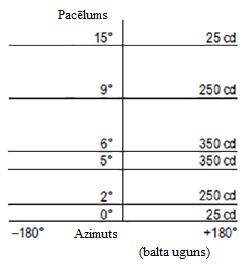 Pacēlums
15° 25 cd
9° 250 cd
6° 350 cd
5° 350 cd
2° 250 cd
0° 25 cd
−180° Azimuts +180°
(balta uguns)